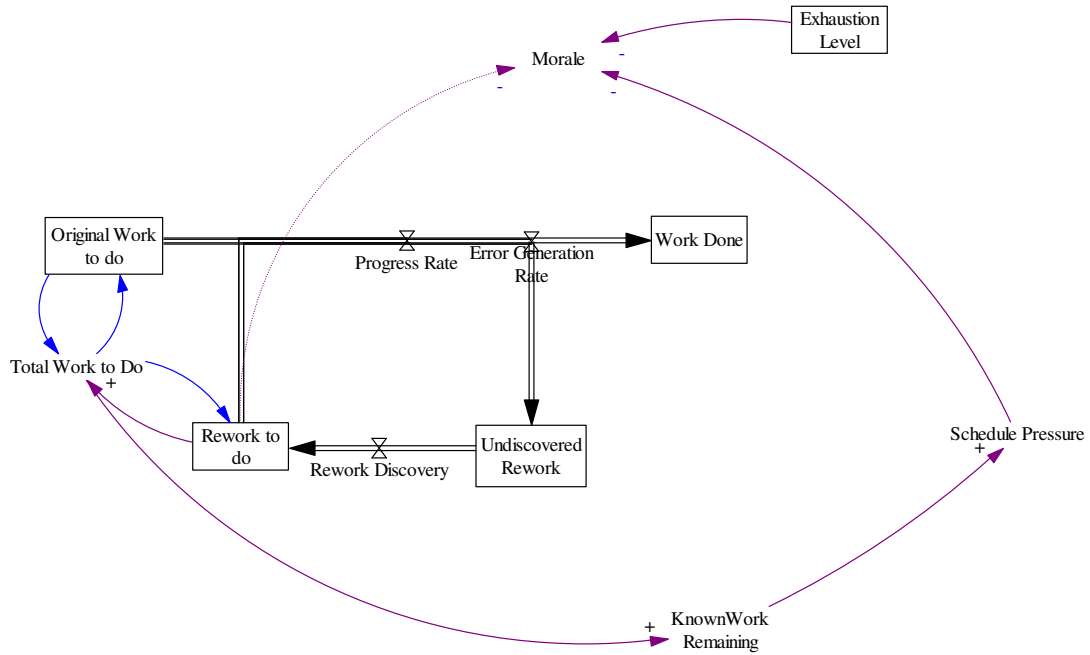 Exhaustion
Level
Morale
-
-
-
Original Work
to do
Progress Rate
Error Generation
Rate
Work Done
Total Work to Do
+
Rework to
do
Rework Discovery
Undiscovered
Rework
Schedule Pressure
+
KnownWork
Remaining
+